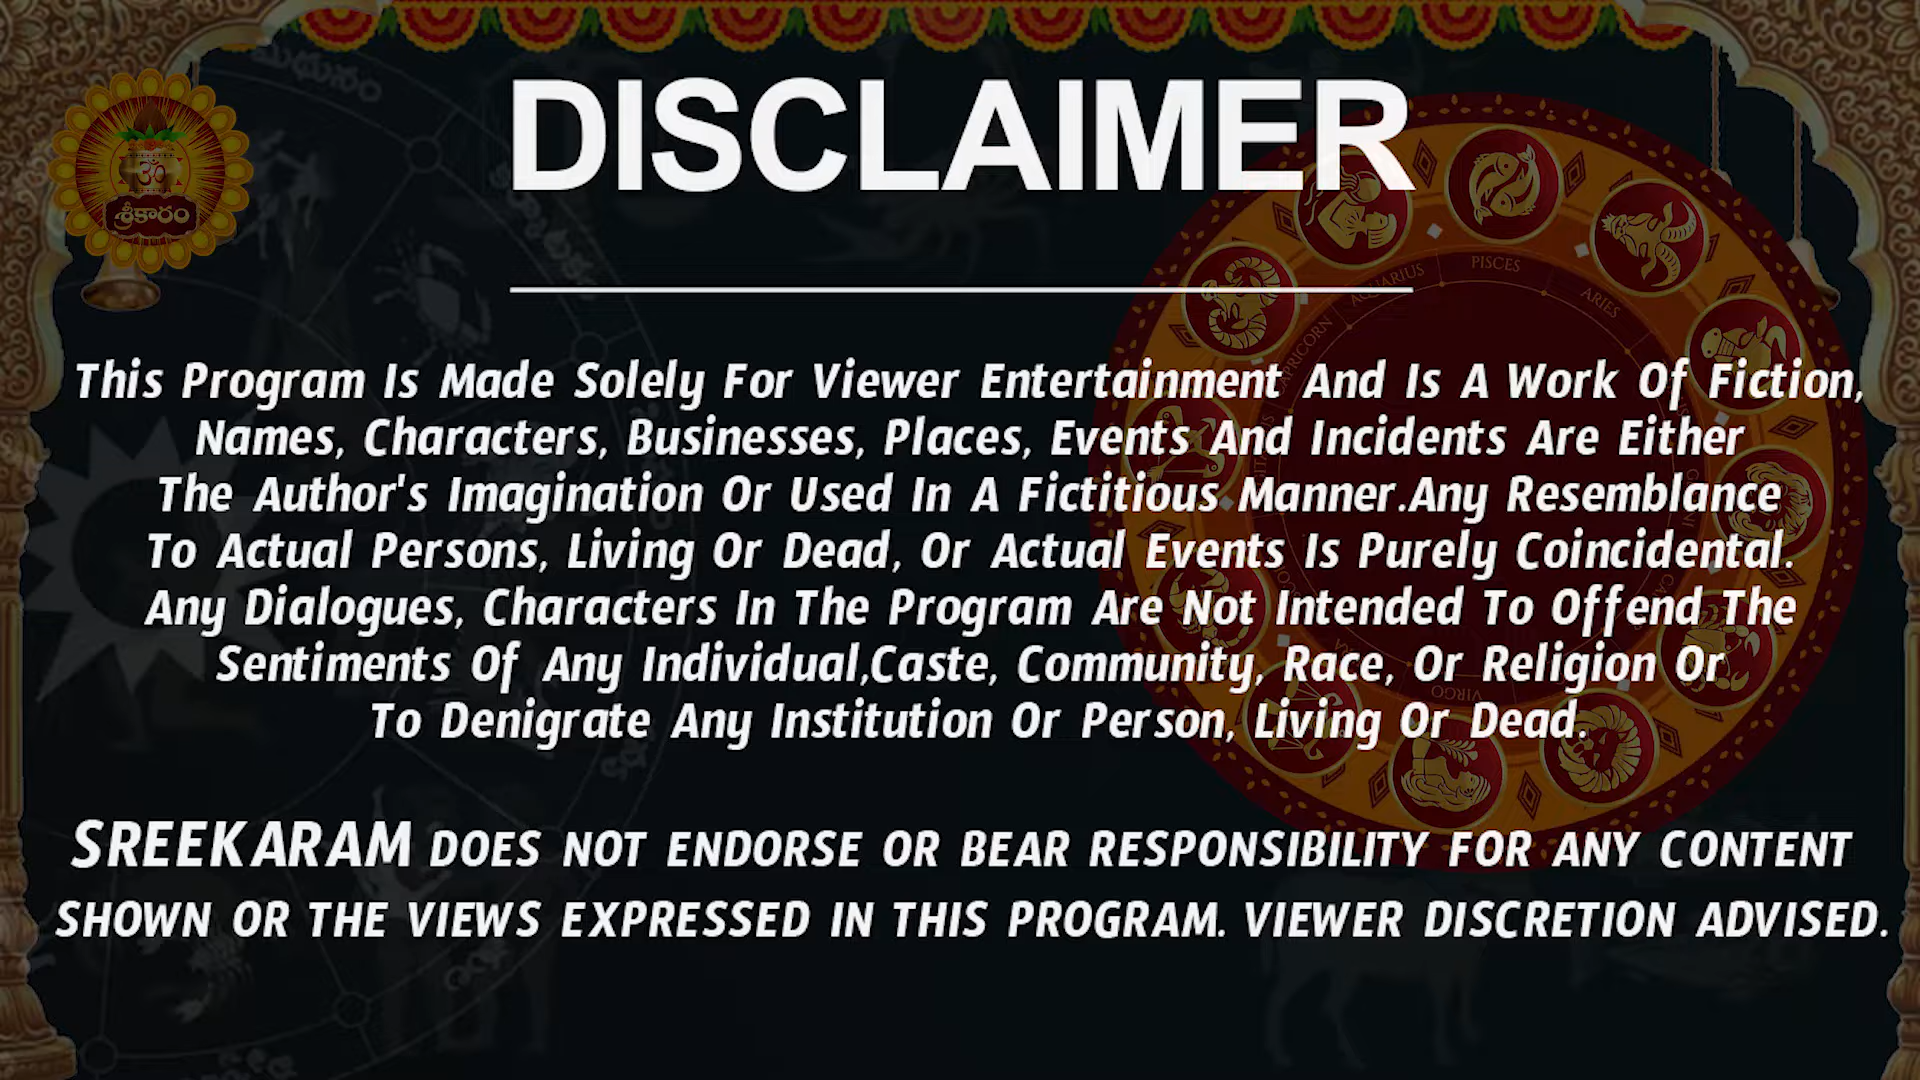 DISCLAIMER
ॐ
శ్రీకారం
AQUARIUS
PISCES
ARIES
CAPRICORN
This Program Is Made Solely For Viewer Entertainment And Is A Work Of Fiction,
Names, Characters, Businesses, Places, Events And Incidents Are Either
The Author's Imagination Or Used In A Fictitious Manner.Any Resemblance
To Actual Persons, Living Or Dead, Or Actual Events Is Purely Coincidental.
Any Dialogues, Characters In The Program Are Not Intended To Offend The
Sentiments Of Any Individual,Caste, Community, Race, Or Religion Or
VIRGO
To Denigrate Any Institution Or Person, Living Or Dead.
SREEKARAM DOES NOT ENDORSE OR BEAR RESPONSIBILITY FOR ANY CONTENT
SHOWN OR THE VIEWS EXPRESSED IN THIS PROGRAM. VIEWER DISCRETION ADVISED.